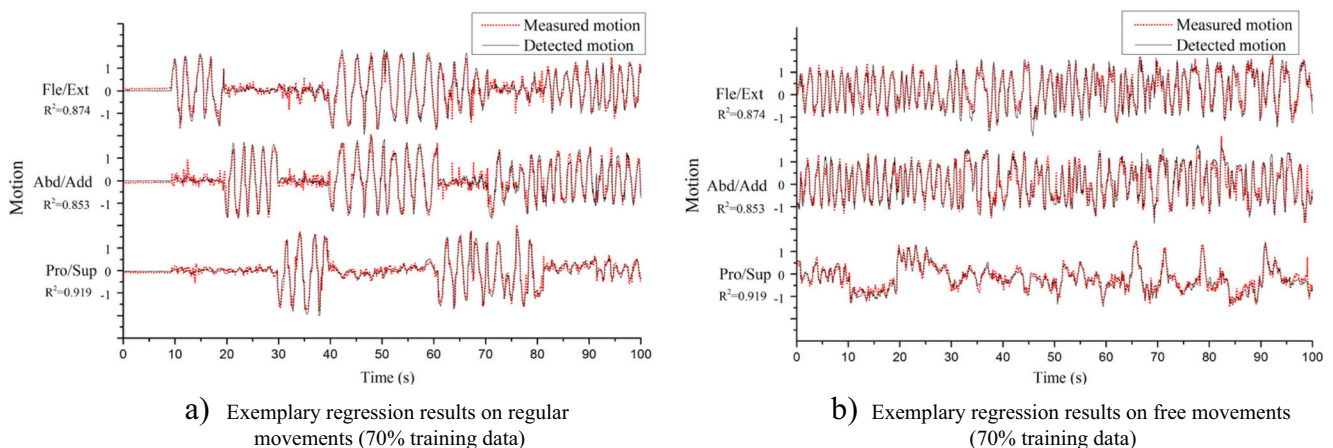 Measured motion
Detected motion
Motion
Fle/Ext
R²=0.874
1
0
-1
Abd/Add
R²=0.853
1
0
-1
Pro/Sup
R²=0.919
1
0
-1
0 10 20 30 40 50 60 70 80 90 100
Time (s)
a) Exemplary regression results on regular
movements (70% training data)
Measured motion
Detected motion
Motion
Fle/Ext
R²=0.874
1
0
-1
Abd/Add
R²=0.853
1
0
-1
Pro/Sup
R²=0.919
1
0
-1
0 10 20 30 40 50 60 70 80 90 100
Time (s)
b) Exemplary regression results on free movements
(70% training data)